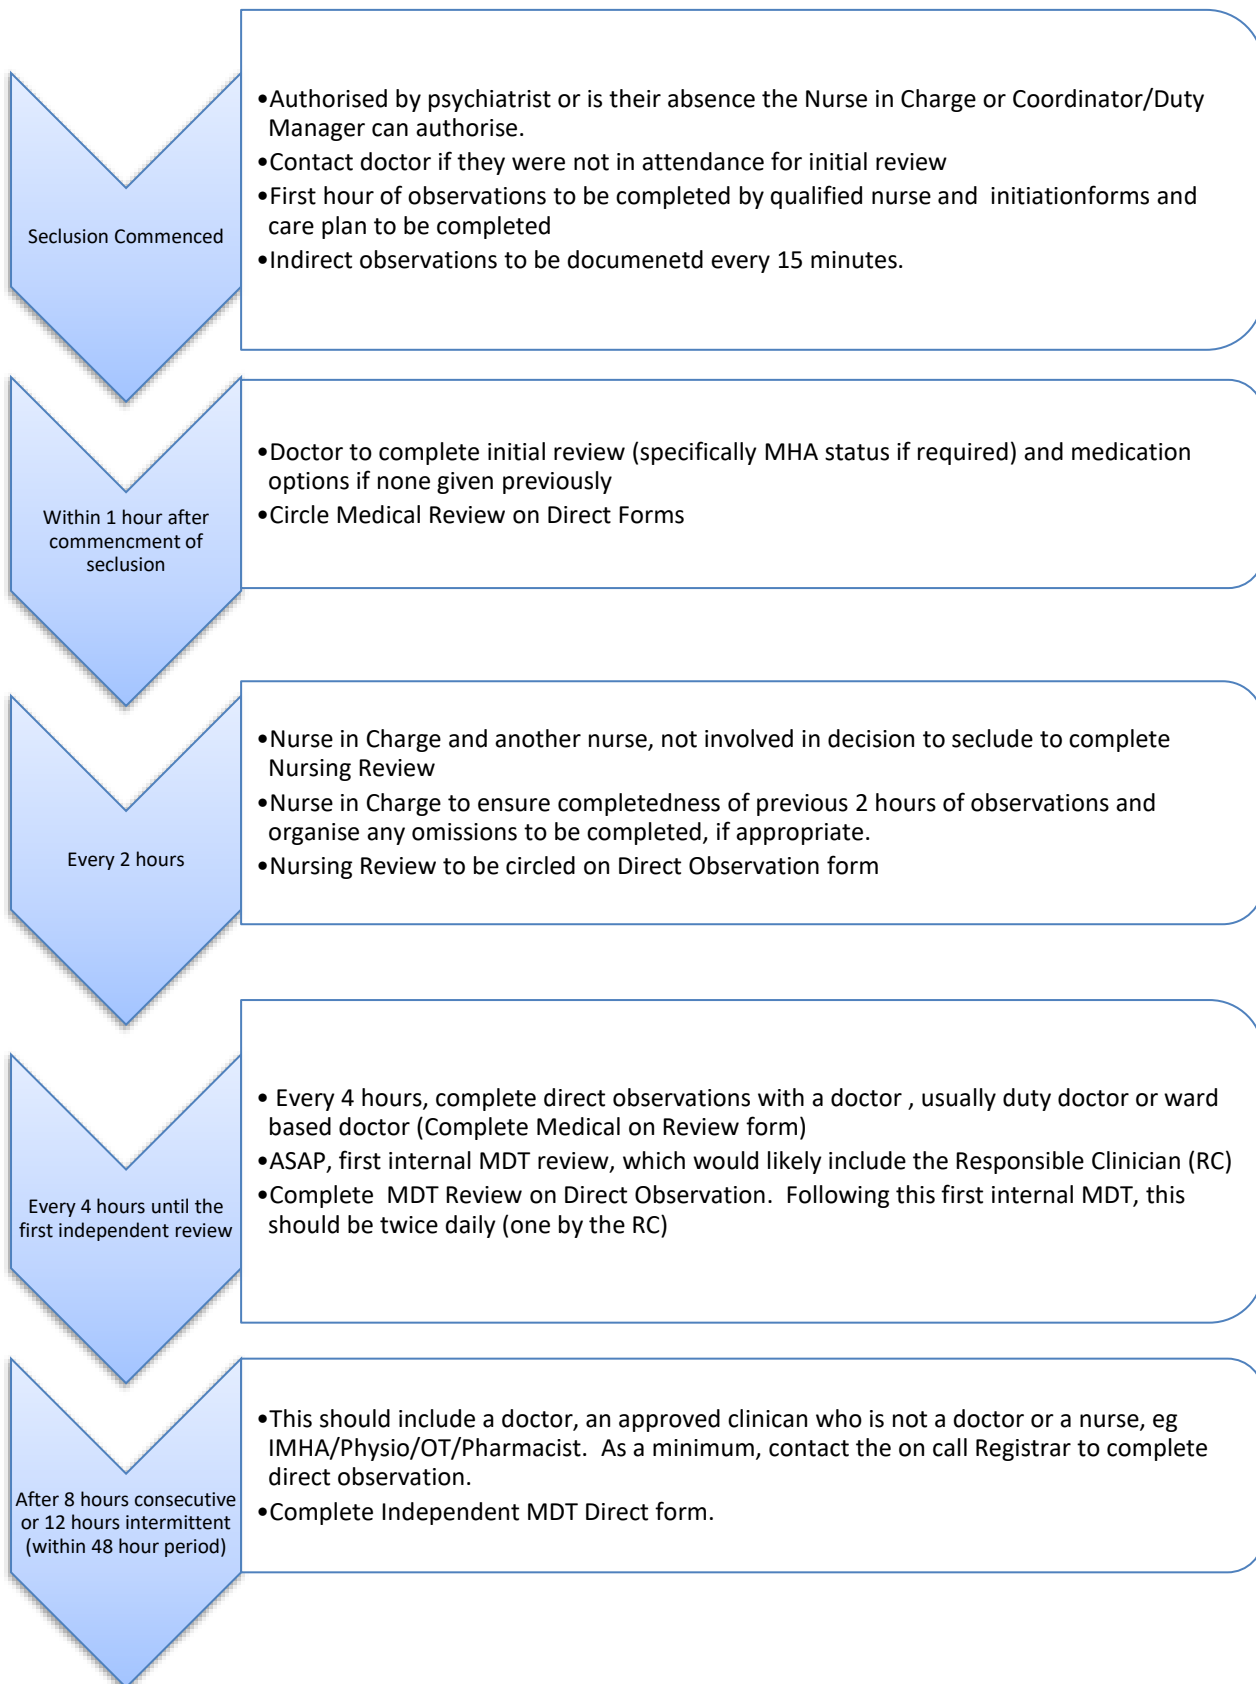 Seclusion Commenced
•Authorised by psychiatrist or is their absence the Nurse in Charge or Coordinator/Duty
Manager can authorise.
•Contact doctor if they were not in attendance for initial review
•First hour of observations to be completed by qualified nurse and  initiationforms and
care plan to be completed
•Indirect observations to be documenetd every 15 minutes.
Within 1 hour after
commencment of
seclusion
•Doctor to complete initial review (specifically MHA status if required) and medication
options if none given previously
•Circle Medical Review on Direct Forms
Every 2 hours
•Nurse in Charge and another nurse, not involved in decision to seclude to complete
Nursing Review
•Nurse in Charge to ensure completedness of previous 2 hours of observations and
organise any omissions to be completed, if appropriate.
•Nursing Review to be circled on Direct Observation form
Every 4 hours until the
first independent review
• Every 4 hours, complete direct observations with a doctor , usually duty doctor or ward
based doctor (Complete Medical on Review form)
•ASAP, first internal MDT review, which would likely include the Responsible Clinician (RC)
•Complete  MDT Review on Direct Observation.  Following this first internal MDT, this
should be twice daily (one by the RC)
After 8 hours consecutive
or 12 hours intermittent
(within 48 hour period)
•This should include a doctor, an approved clinican who is not a doctor or a nurse, eg
IMHA/Physio/OT/Pharmacist.  As a minimum, contact the on call Registrar to complete
direct observation.
•Complete Independent MDT Direct form.